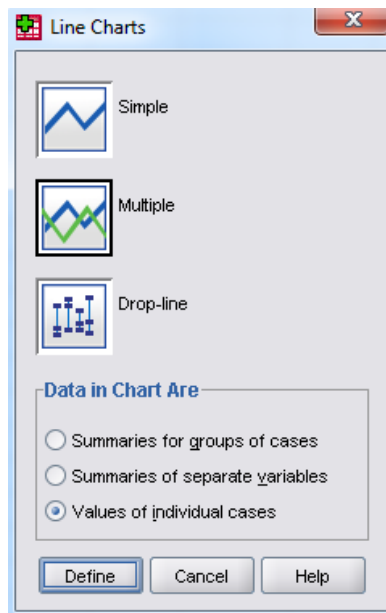 Line Charts
Simple
Multiple
Drop-line
Data in Chart Are
Summaries for groups of cases
Summaries of separate variables
Values of individual cases
Define Cancel Help